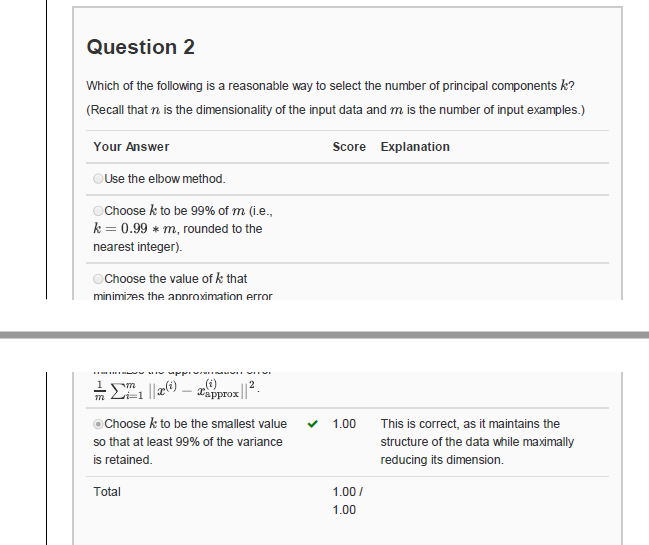 Question 2
Which of the following is a reasonable way to select the number of principal components k?
(Recall that n is the dimensionality of the input data and m is the number of input examples.)
Your Answer Score Explanation
Use the elbow method.
Choose k to be 99% of m (i.e.,
k = 0.99 ∗ m, rounded to the
nearest integer).
Choose the value of k that
minimizes the approximation error
minimizes the approximation error
1/m ∑_{i=1}^{m} ||x^{(i)} − x_{approx}^{(i)}||^2.
Choose k to be the smallest value 1.00 This is correct, as it maintains the
so that at least 99% of the variance structure of the data while maximally
is retained. reducing its dimension.
Total 1.00 /
1.00